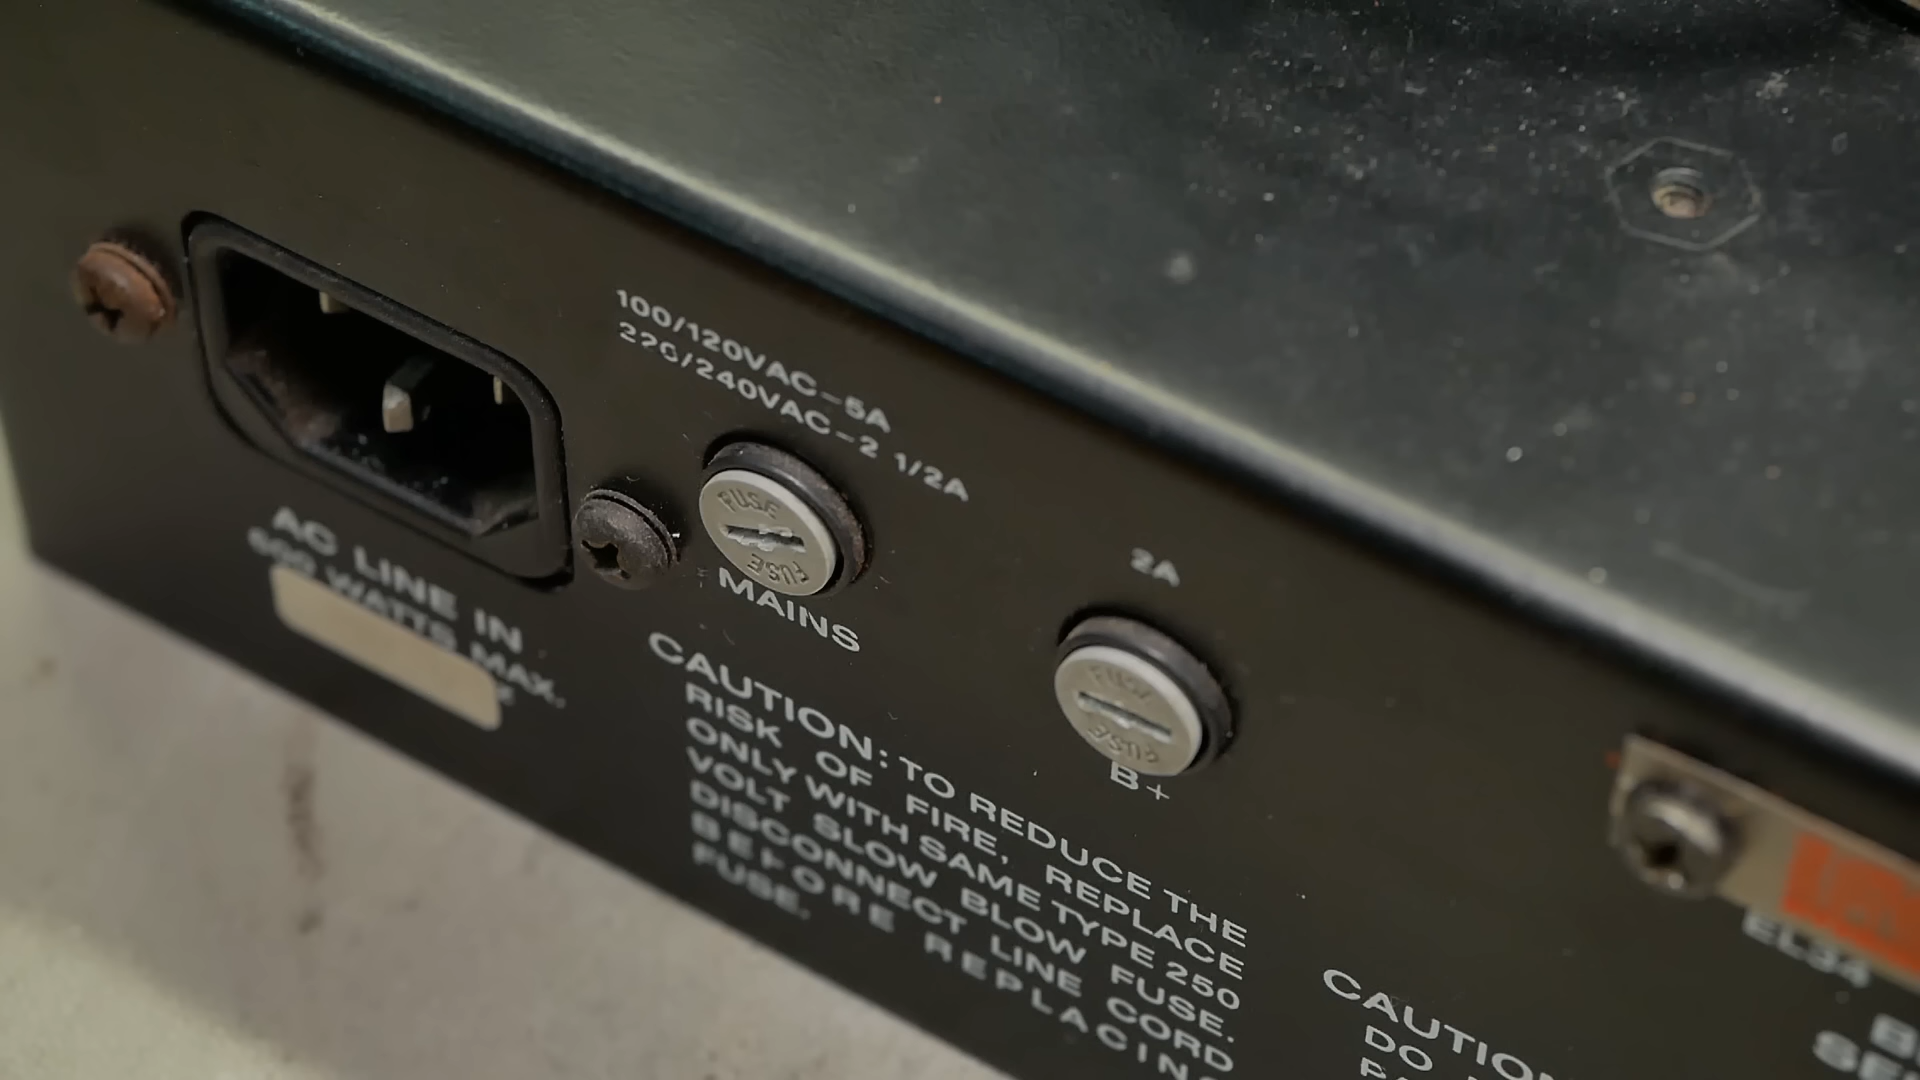 100/120VAC-5A
220/240VAC-2 1/2A
FUSE
FUSE
MAINS
AC LINE IN
600 WATTS MAX.
2A
FUSE
FUSE
B+
CAUTION: TO REDUCE THE
RISK OF FIRE, REPLACE
ONLY WITH SAME TYPE 250
VOLT SLOW BLOW FUSE.
DISCONNECT LINE CORD
BEFORE REPLACING
FUSE.
EL34
CAUTION
DO